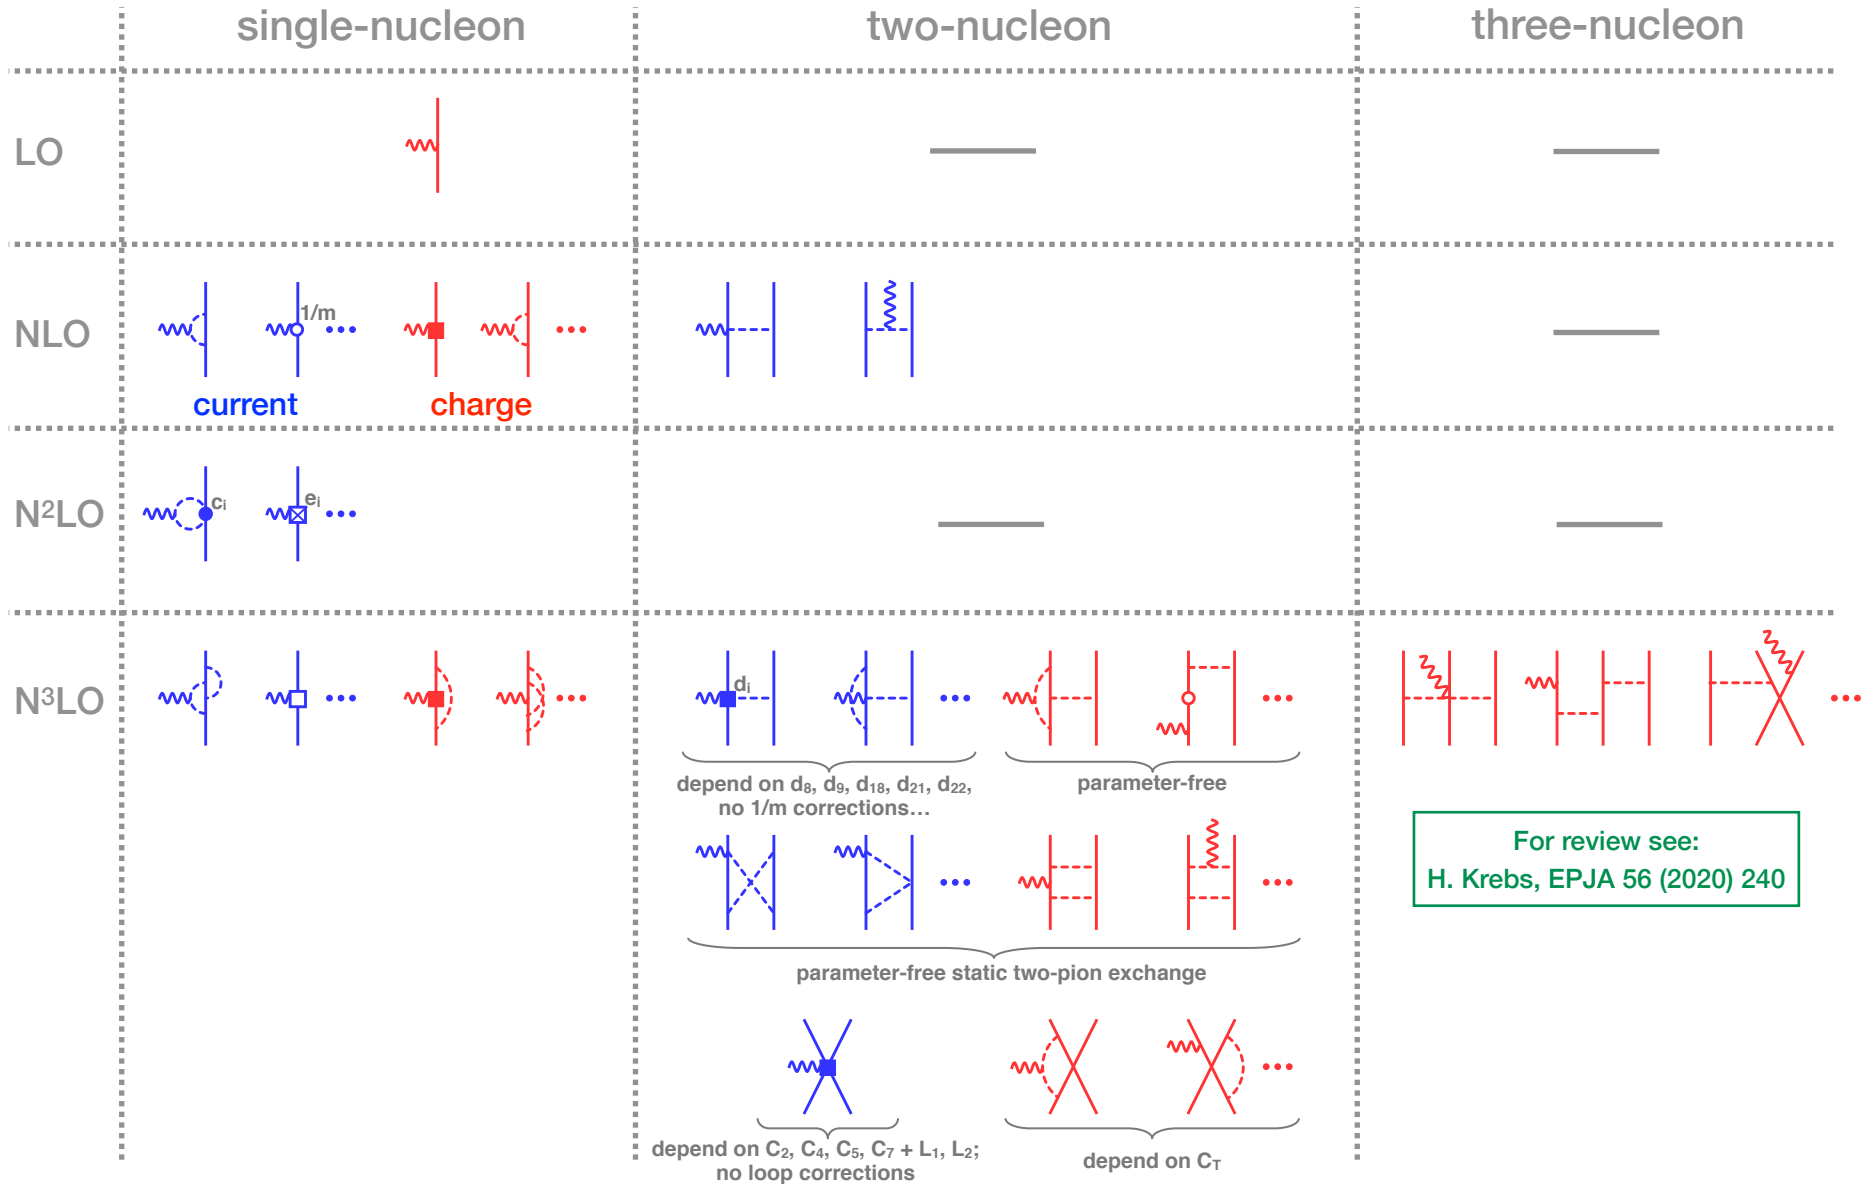 single-nucleon two-nucleon three-nucleon
LO
NLO
1/m
current charge
N²LO
cᵢ eᵢ
N³LO
dᵢ
depend on d₈, d₉, d₁₈, d₂₁, d₂₂,
no 1/m corrections…
parameter-free
For review see:
H. Krebs, EPJA 56 (2020) 240
parameter-free static two-pion exchange
depend on C₂, C₄, C₅, C₇ + L₁, L₂;
no loop corrections
depend on C_T